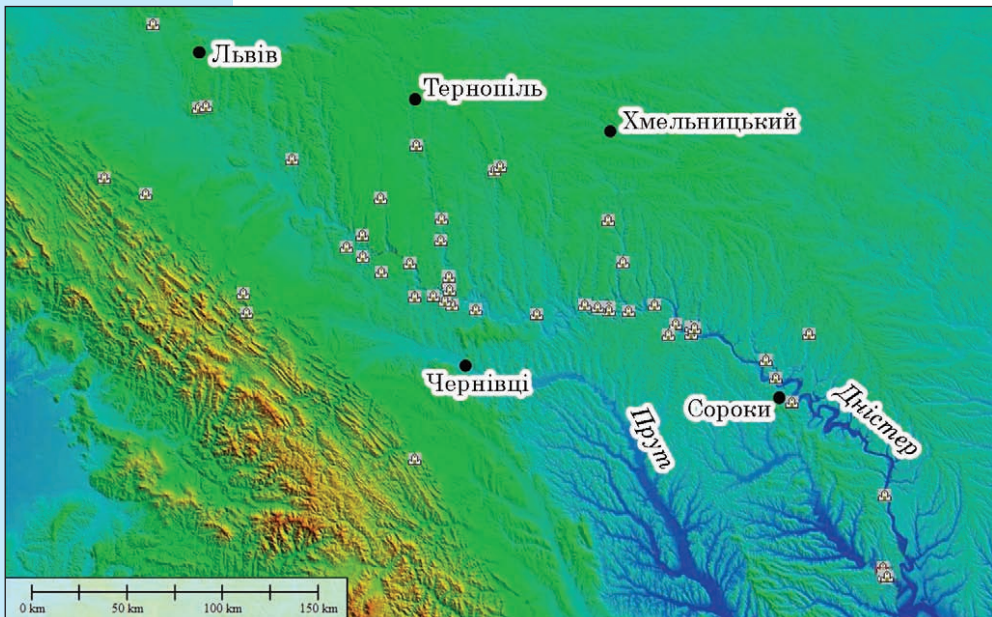 Львів
Тернопіль
Хмельницький
Чернівці
Сороки
Дністер
Прут
0 km 50 km 100 km 150 km